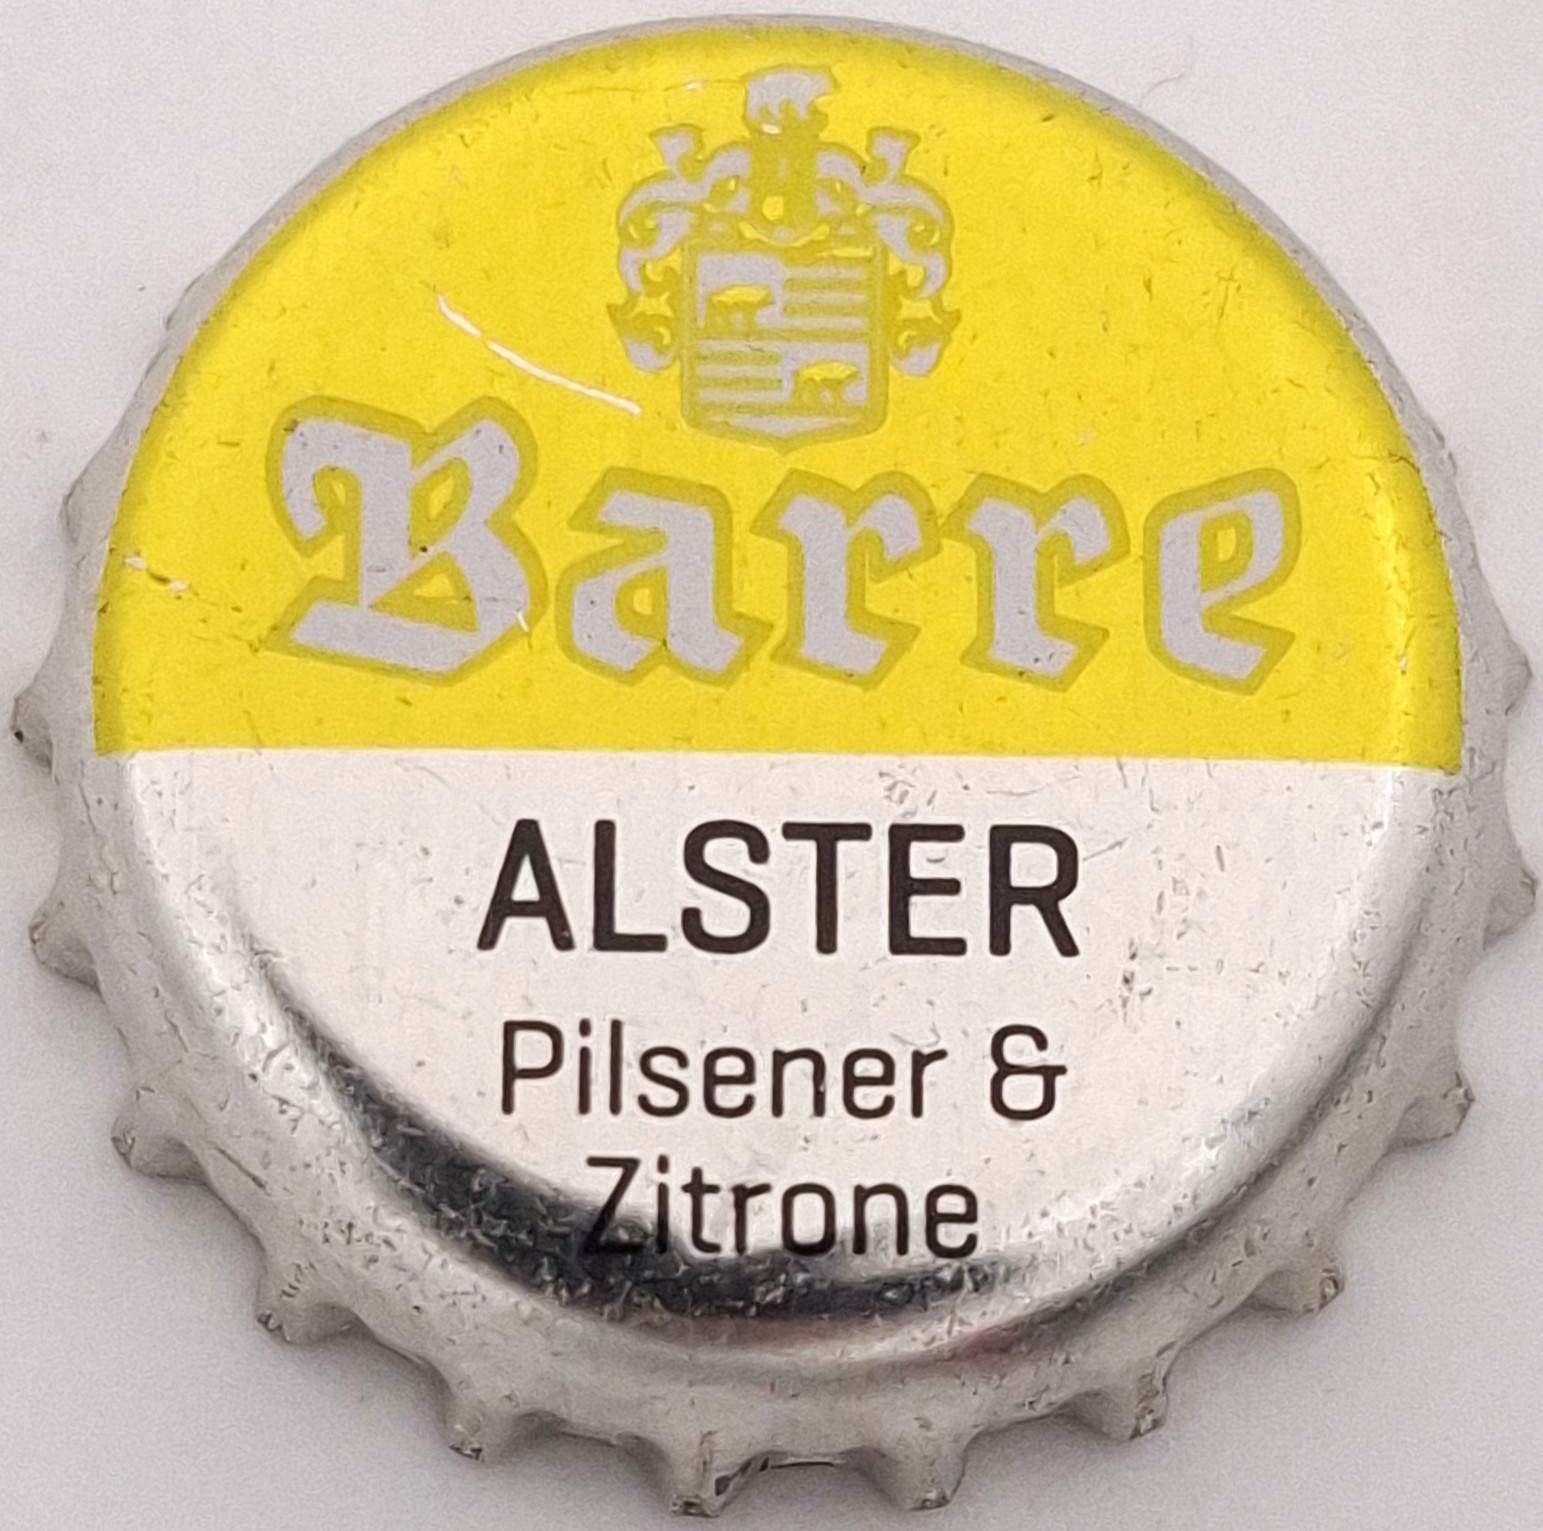 Barre
ALSTER
Pilsener &
Zitrone